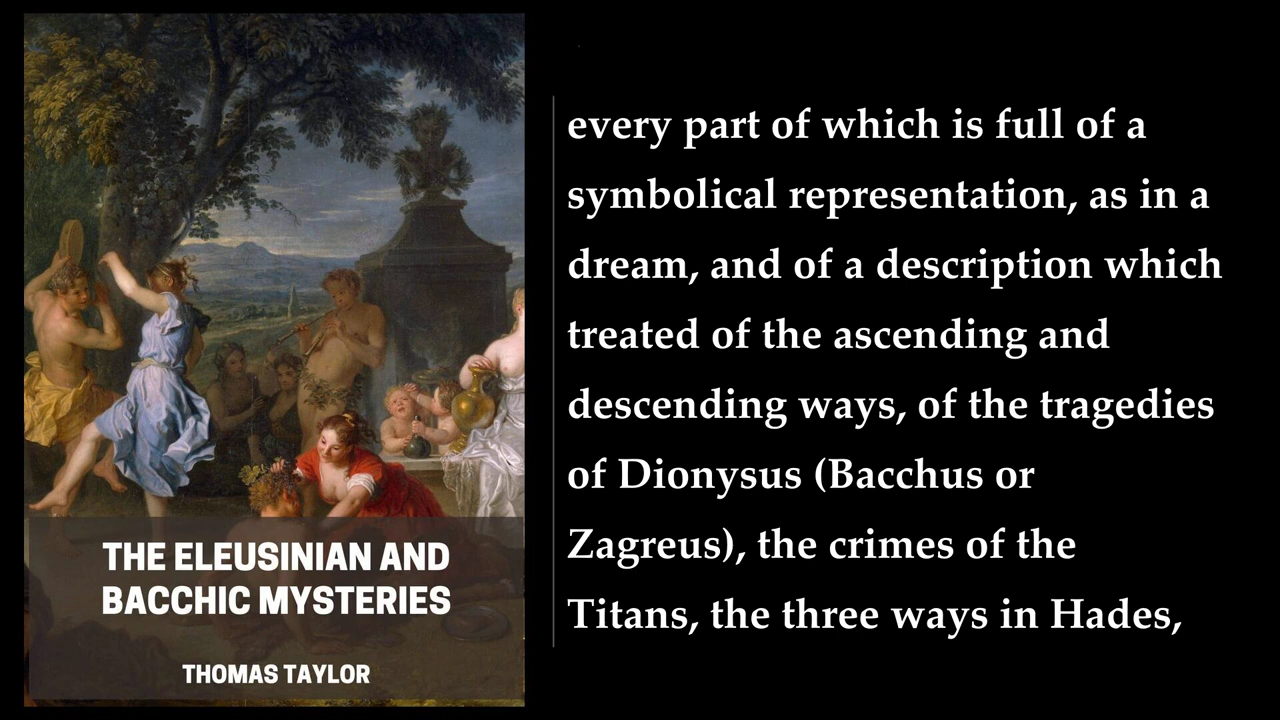 THE ELEUSINIAN AND
BACCHIC MYSTERIES
THOMAS TAYLOR
every part of which is full of a
symbolical representation, as in a
dream, and of a description which
treated of the ascending and
descending ways, of the tragedies
of Dionysus (Bacchus or
Zagreus), the crimes of the
Titans, the three ways in Hades,